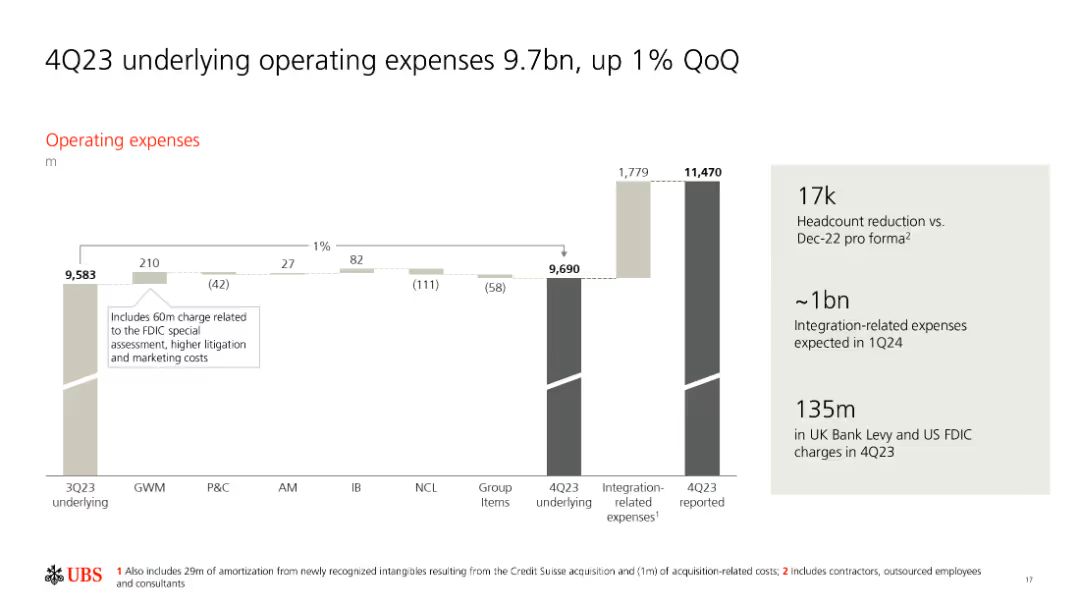 4Q23 underlying operating expenses 9.7bn, up 1% QoQ
Operating expenses
m
9,583
210
(42)
27
82
(111)
(58)
9,690
1,779
11,470
1%
Includes 60m charge related
to the FDIC special
assessment, higher litigation
and marketing costs
3Q23
underlying
GWM
P&C
AM
IB
NCL
Group
Items
4Q23
underlying
Integration-
related
expenses1
4Q23
reported
17k
Headcount reduction vs.
Dec-22 pro forma2
~1bn
Integration-related expenses
expected in 1Q24
135m
in UK Bank Levy and US FDIC
charges in 4Q23
UBS
1 Also includes 29m of amortization from newly recognized intangibles resulting from the Credit Suisse acquisition and (1m) of acquisition-related costs; 2 Includes contractors, outsourced employees
and consultants
17